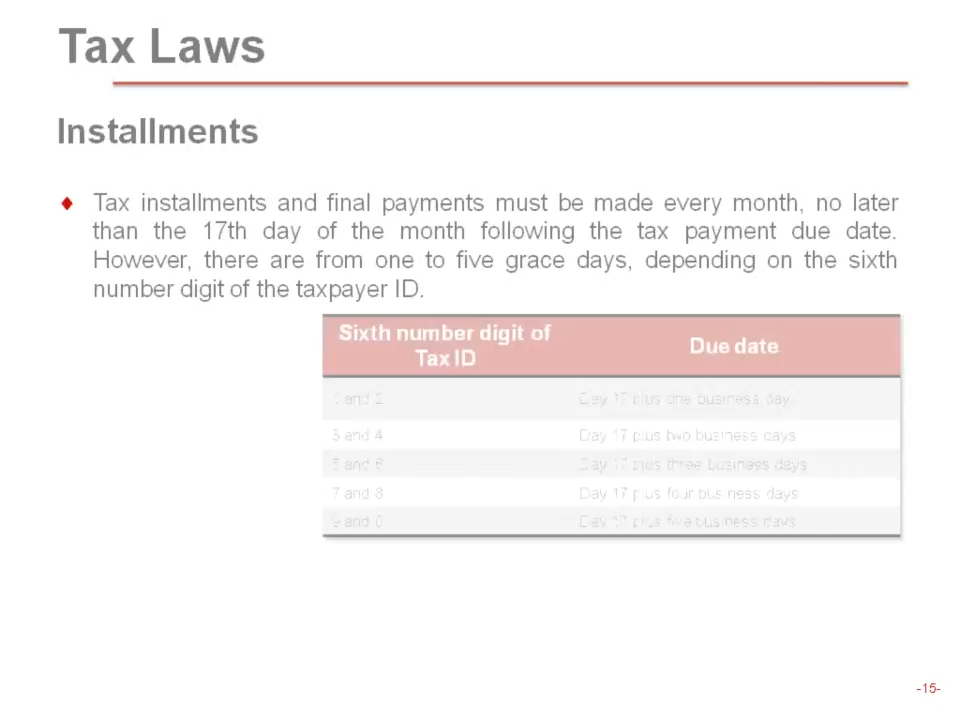 Tax Laws
Installments
Tax installments and final payments must be made every month, no later
than the 17th day of the month following the tax payment due date.
However, there are from one to five grace days, depending on the sixth
number digit of the taxpayer ID.
Sixth number digit of
Tax ID
Due date
1 and 2 Day 17 plus one business day
3 and 4 Day 17 plus two business days
5 and 6 Day 17 plus three business days
7 and 8 Day 17 plus four business days
9 and 0 Day 17 plus five business days
-15-